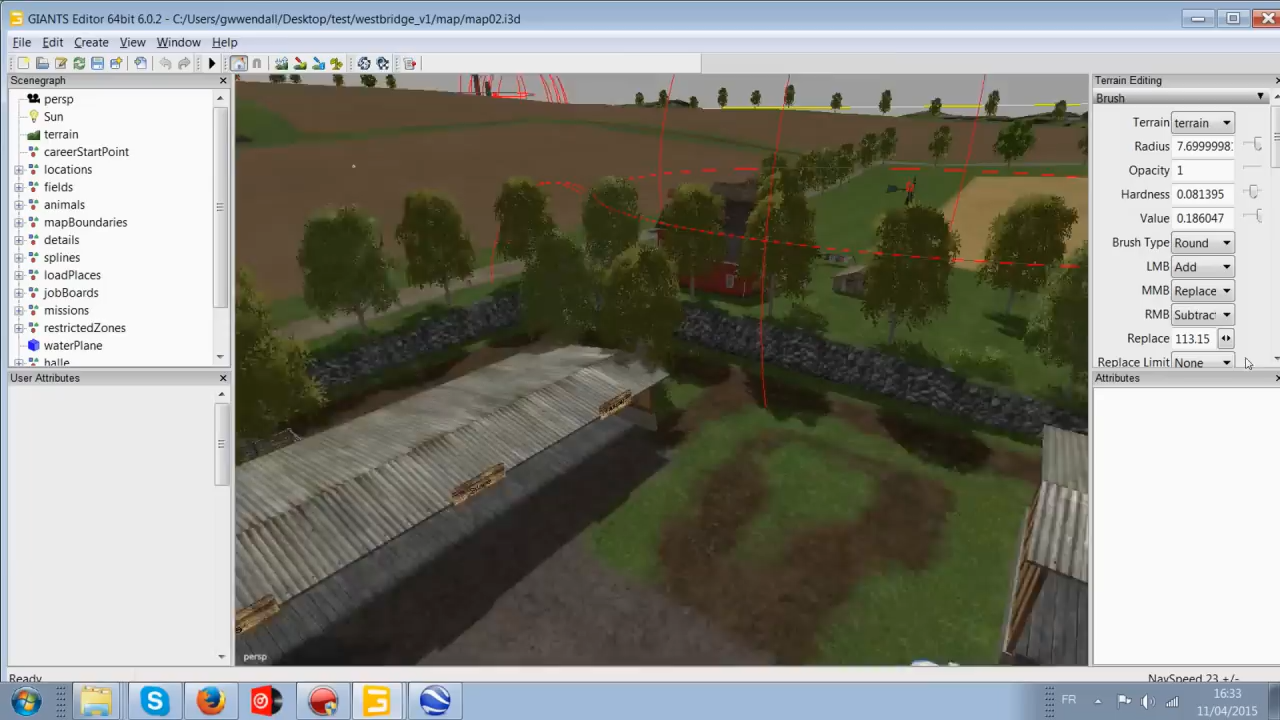 GIANTS Editor 64bit 6.0.2 - C:/Users/gwwendall/Desktop/test/westbridge_v1/map/map02.i3d
File Edit Create View Window Help
Scenegraph
persp
Sun
terrain
careerStartPoint
locations
fields
animals
mapBoundaries
details
splines
loadPlaces
jobBoards
missions
restrictedZones
waterPlane
halle
User Attributes
persp
Terrain Editing
Brush
Terrain terrain
Radius 7.6999998
Opacity 1
Hardness 0.081395
Value 0.186047
Brush Type Round
LMB Add
MMB Replace
RMB Subtrac
Replace 113.15
Replace Limit None
Attributes
Ready
NavSpeed 23 +/-
FR
16:33
11/04/2015